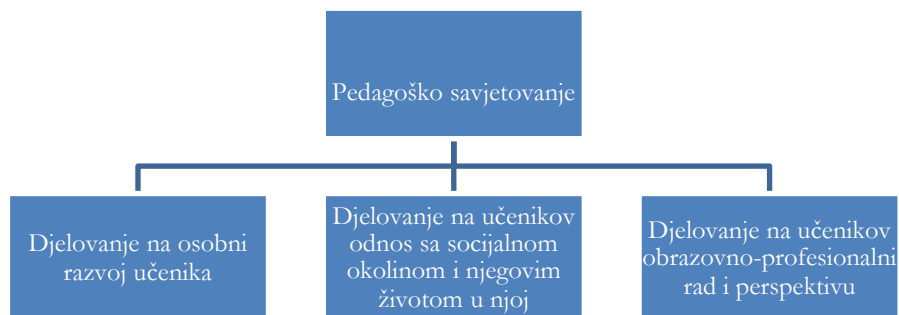 Pedagoško savjetovanje
Djelovanje na osobni
razvoj učenika
Djelovanje na učenikov
odnos sa socijalnom
okolinom i njegovim
životom u njoj
Djelovanje na učenikov
obrazovno-profesionalni
rad i perspektivu